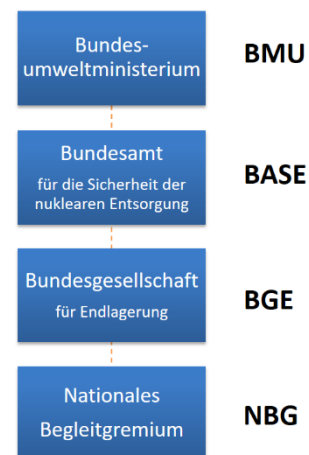 Bundes-
umweltministerium
BMU
Bundesamt
für die Sicherheit der
nuklearen Entsorgung
BASE
Bundesgesellschaft
für Endlagerung
BGE
Nationales
Begleitgremium
NBG